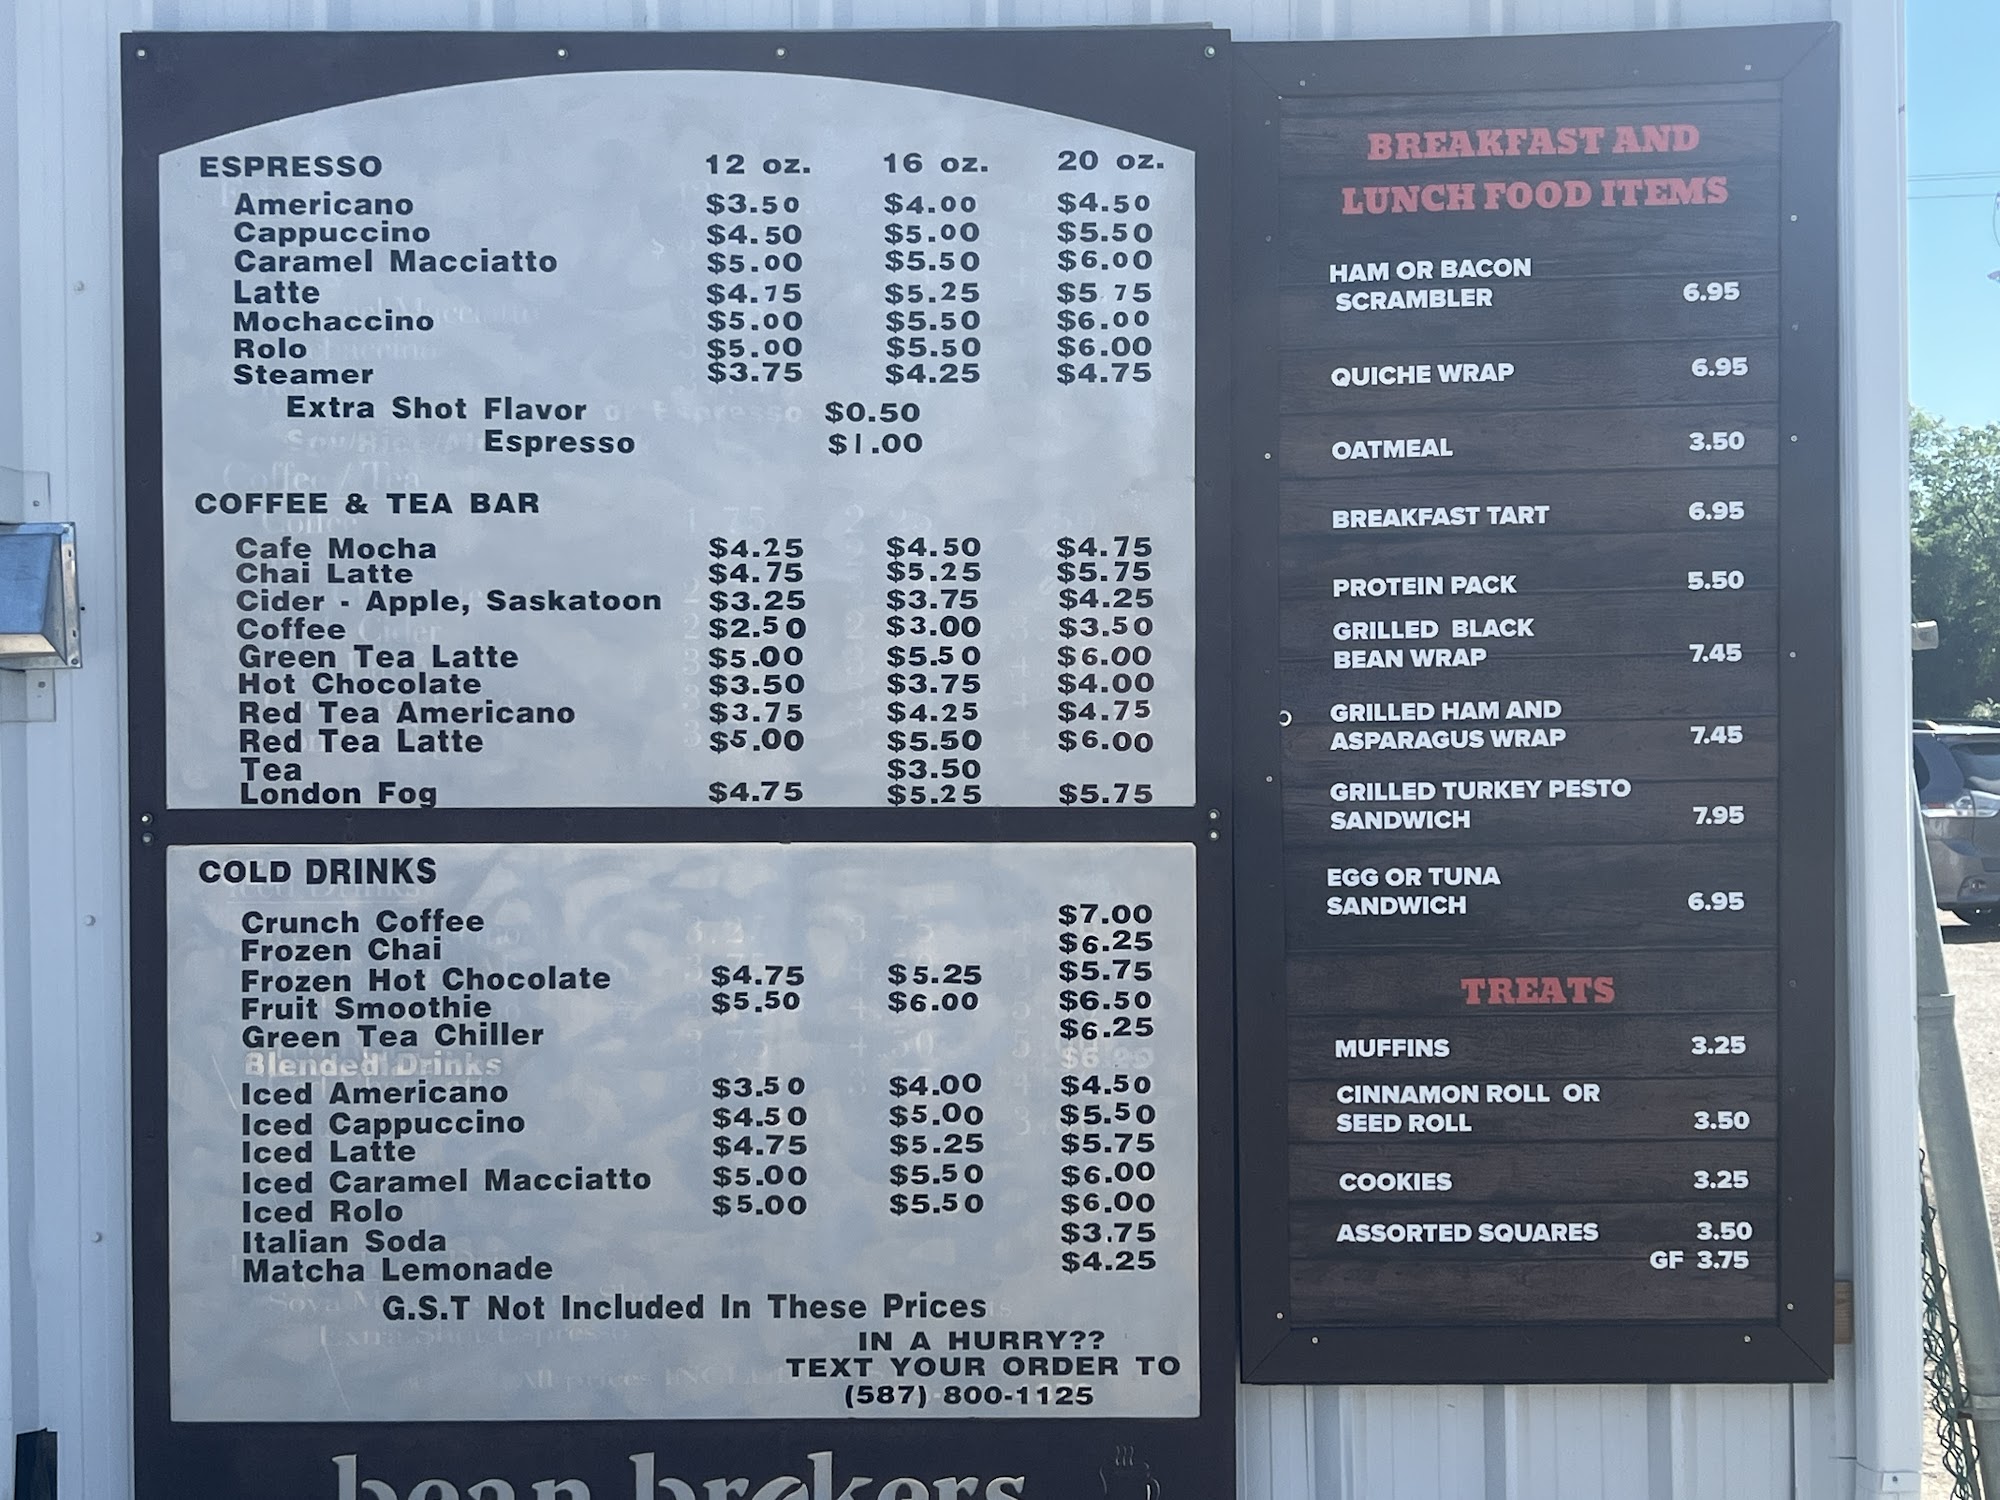 ESPRESSO 12 oz. 16 oz. 20 oz.
Americano $3.50 $4.00 $4.50
Cappuccino $4.50 $5.00 $5.50
Caramel Macciatto $5.00 $5.50 $6.00
Latte $4.75 $5.25 $5 75
Mochaccino $5.00 $5.50 $6.00
Rolo $5.00 $5.50 $6.00
Steamer $3.75 $4.25 $4.75
Extra Shot Flavor $0.50
Espresso $1.00
COFFEE & TEA BAR
Cafe Mocha $4.25 $4.50 $4.75
Chai Latte $4.75 $5.25 $5.75
Cider - Apple, Saskatoon $3.25 $3.75 $4.25
Coffee $2.50 $3.00 $3.50
Green Tea Latte $5.00 $5.50 $6.00
Hot Chocolate $3.50 $3.75 $4.00
Red Tea Americano $3.75 $4.25 $4.75
Red Tea Latte $5.00 $5.50 $6.00
Tea $3.50
London Fog $4.75 $5.25 $5.75
COLD DRINKS
Crunch Coffee $7.00
Frozen Chai $6.25
Frozen Hot Chocolate $4.75 $5.25 $5.75
Fruit Smoothie $5.50 $6.00 $6.50
Green Tea Chiller $6.25
Blended Drinks
Iced Americano $3.50 $4.00 $4.50
Iced Cappuccino $4.50 $5.00 $5.50
Iced Latte $4.75 $5.25 $5.75
Iced Caramel Macciatto $5.00 $5.50 $6.00
Iced Rolo $5.00 $5.50 $6.00
Italian Soda $3.75
Matcha Lemonade $4.25
G.S.T Not Included In These Prices
IN A HURRY??
TEXT YOUR ORDER TO
(587) 800-1125
bean brokers
BREAKFAST AND
LUNCH FOOD ITEMS
HAM OR BACON
SCRAMBLER 6.95
QUICHE WRAP 6.95
OATMEAL 3.50
BREAKFAST TART 6.95
PROTEIN PACK 5.50
GRILLED BLACK
BEAN WRAP 7.45
GRILLED HAM AND
ASPARAGUS WRAP 7.45
GRILLED TURKEY PESTO
SANDWICH 7.95
EGG OR TUNA
SANDWICH 6.95
TREATS
MUFFINS 3.25
CINNAMON ROLL OR
SEED ROLL 3.50
COOKIES 3.25
ASSORTED SQUARES 3.50
GF 3.75